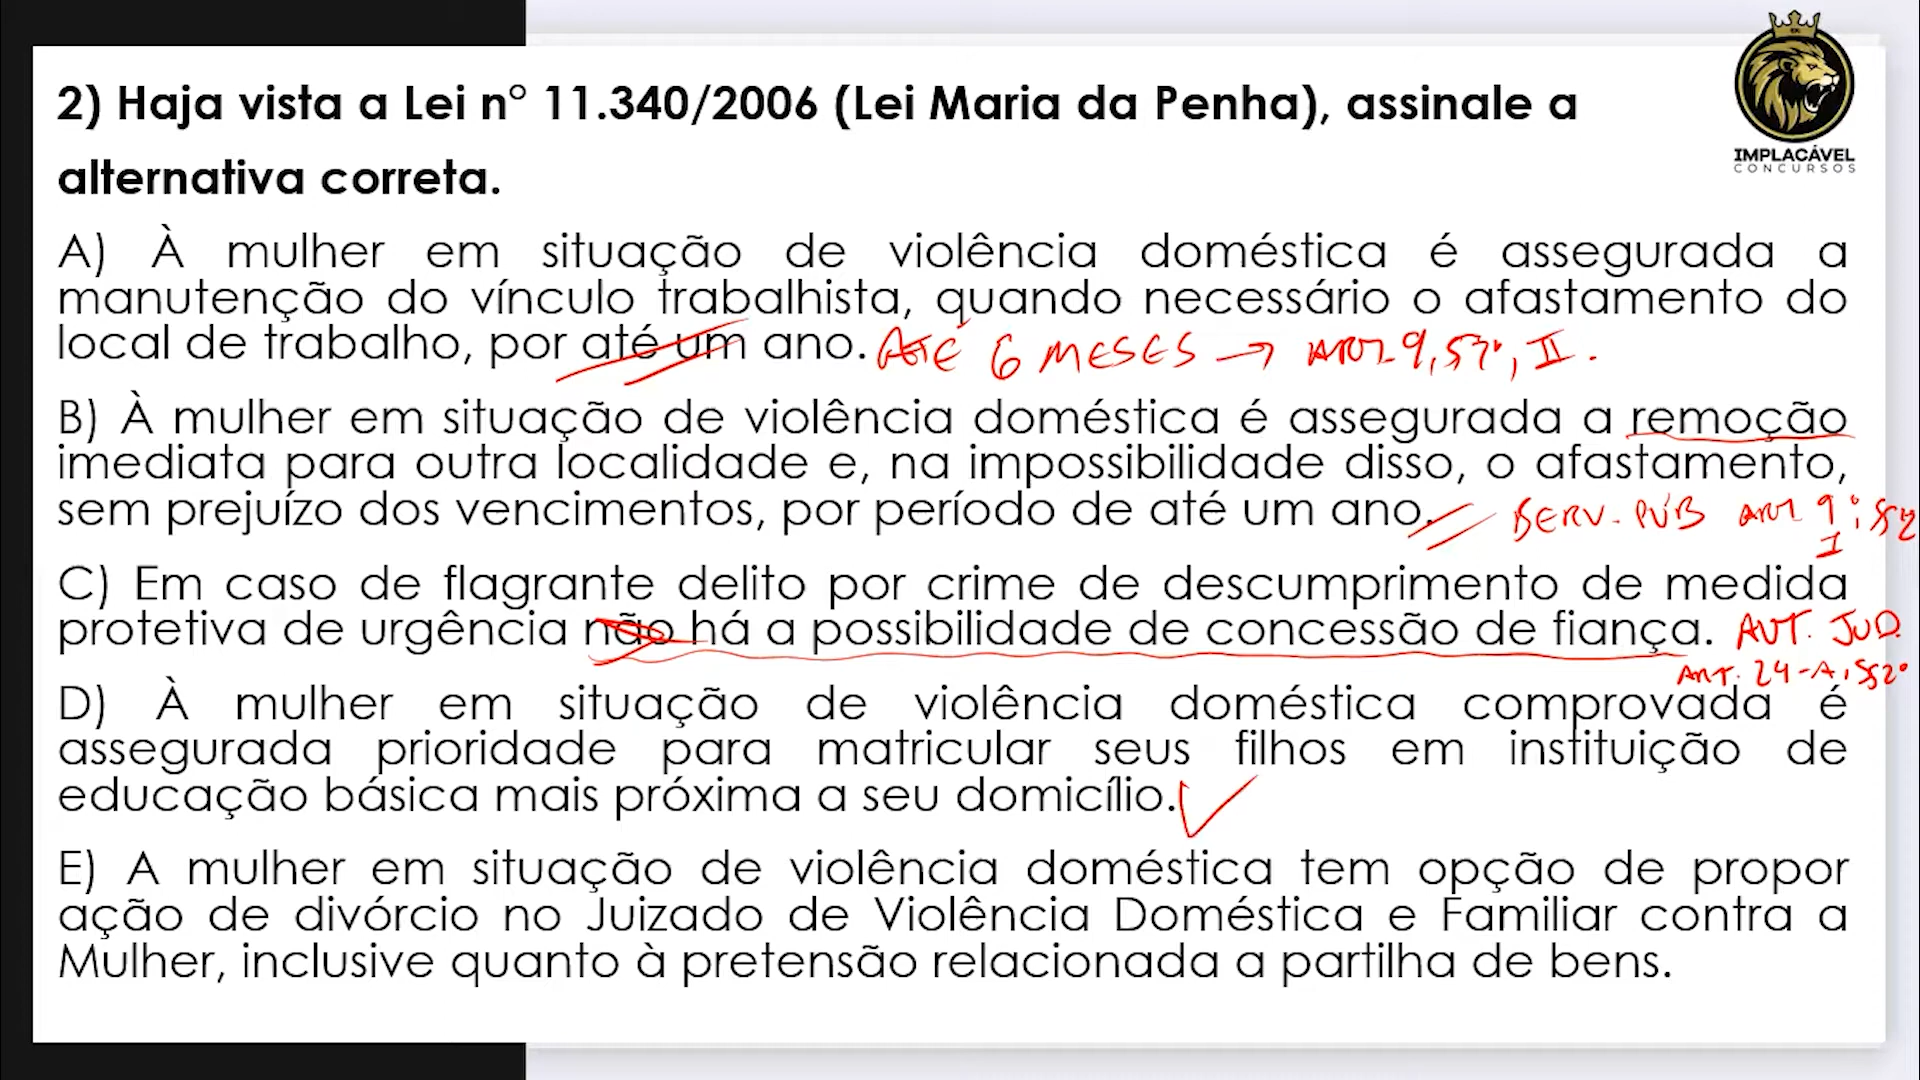 2) Haja vista a Lei n° 11.340/2006 (Lei Maria da Penha), assinale a
alternativa correta.
IMPLACÁVEL
CONCURSOS
A) À mulher em situação de violência doméstica é assegurada a
manutenção do vínculo trabalhista, quando necessário o afastamento do
local de trabalho, por até um ano. ATÉ 6 MESES → ART. 9, §2º, II.
B) À mulher em situação de violência doméstica é assegurada a remoção
imediata para outra localidade e, na impossibilidade disso, o afastamento,
sem prejuízo dos vencimentos, por período de até um ano. SERV. PÚB ART 9º, §2
I
C) Em caso de flagrante delito por crime de descumprimento de medida
protetiva de urgência não há a possibilidade de concessão de fiança. AUT. JUD.
ART. 24-A, §2º
D) À mulher em situação de violência doméstica comprovada é
assegurada prioridade para matricular seus filhos em instituição de
educação básica mais próxima a seu domicílio.
E) A mulher em situação de violência doméstica tem opção de propor
ação de divórcio no Juizado de Violência Doméstica e Familiar contra a
Mulher, inclusive quanto à pretensão relacionada a partilha de bens.